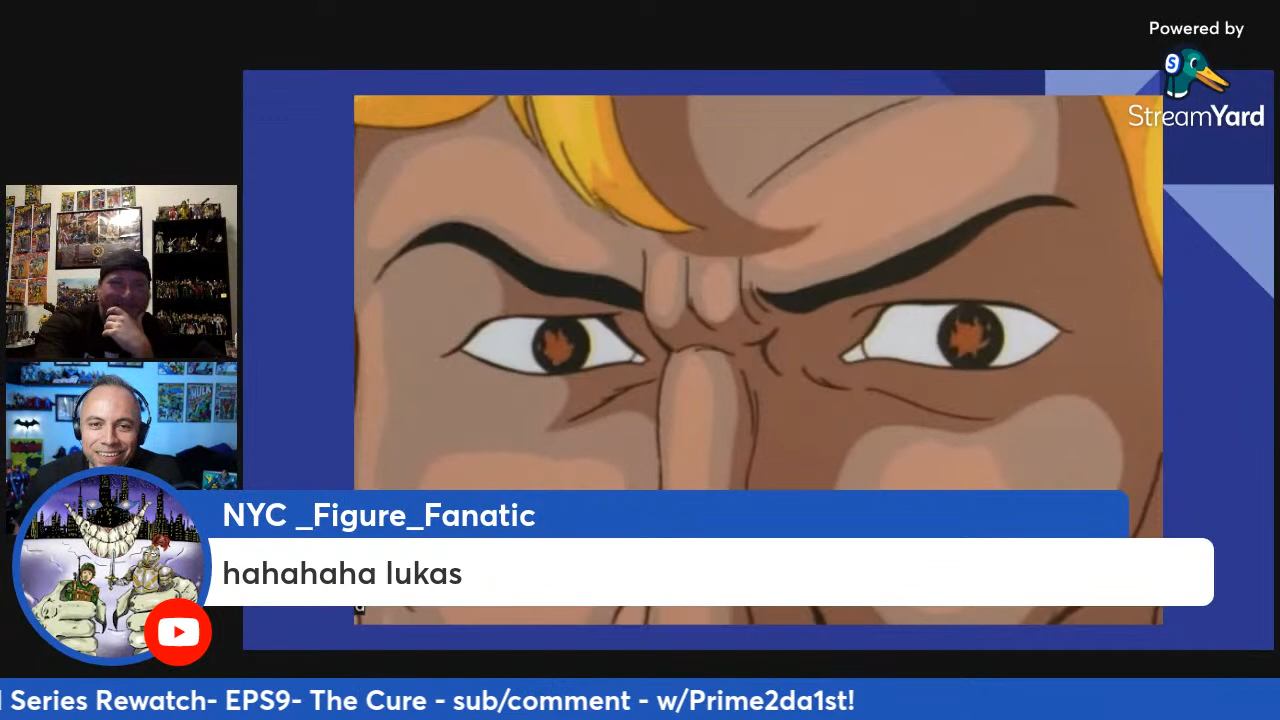 Powered by
S
StreamYard
NYC _Figure_Fanatic
hahahaha lukas
Series Rewatch- EPS9- The Cure - sub/comment - w/Prime2da1st!